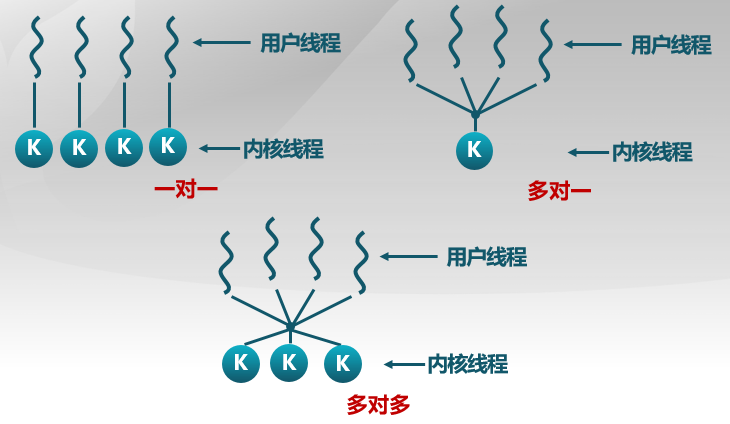 用户线程
K K K K
内核线程
一对一
用户线程
K
内核线程
多对一
用户线程
K K K
内核线程
多对多